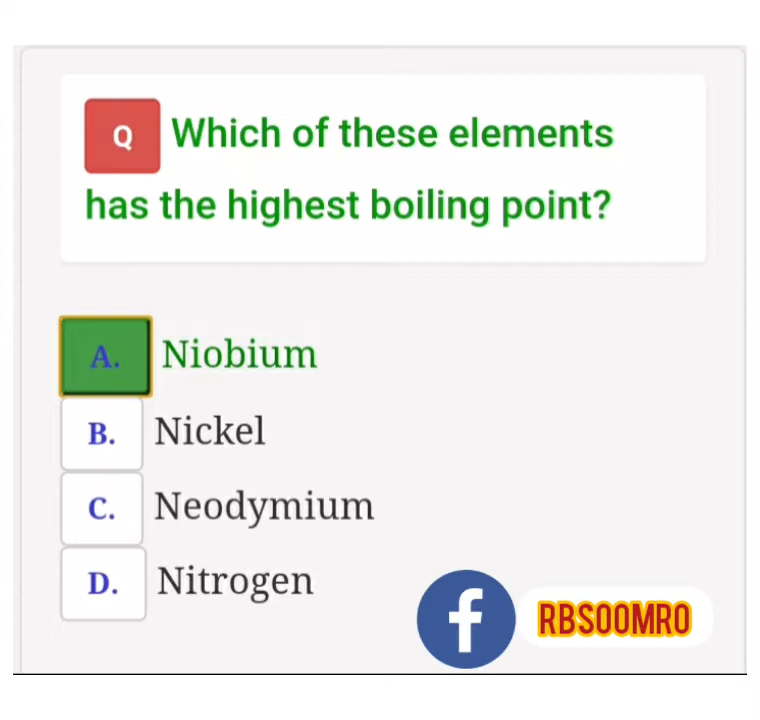 Q Which of these elements
has the highest boiling point?
A. Niobium
B. Nickel
C. Neodymium
D. Nitrogen
f RBSOOMRO